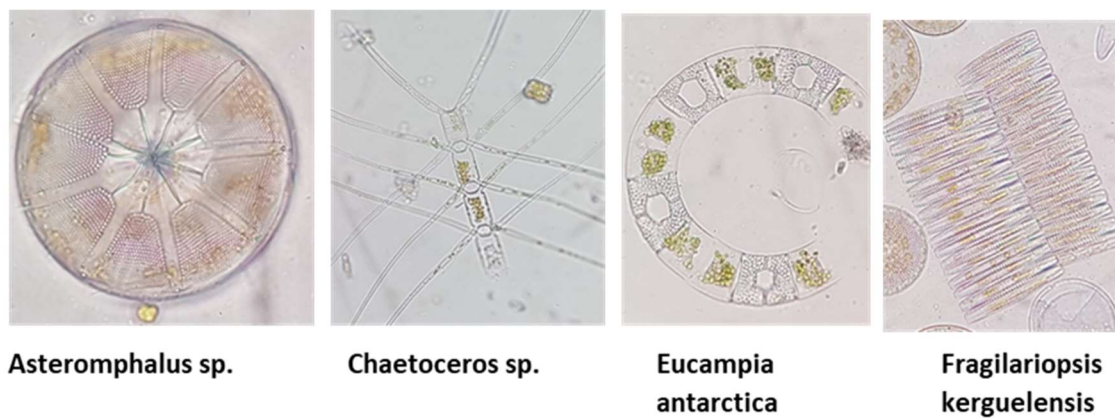 Asteromphalus sp.
Chaetoceros sp.
Eucampia
antarctica
Fragilariopsis
kerguelensis